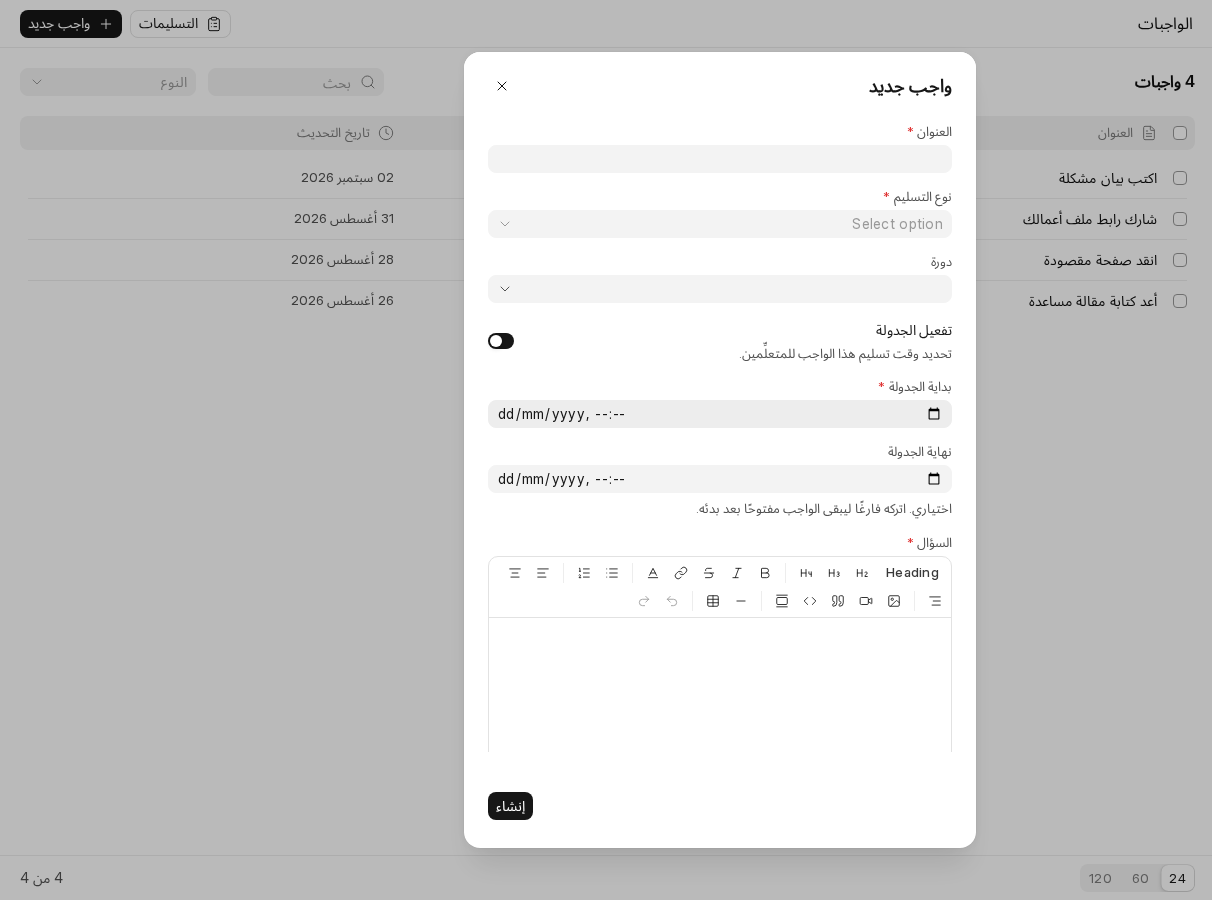 الواجبات
التسليمات
واجب جديد
4 واجبات
بحث
النوع
العنوان
تاريخ التحديث
اكتب بيان مشكلة
02 سبتمبر 2026
شارك رابط ملف أعمالك
31 أغسطس 2026
انقد صفحة مقصودة
28 أغسطس 2026
أعد كتابة مقالة مساعدة
26 أغسطس 2026
واجب جديد
العنوان *
نوع التسليم *
Select option
دورة
تفعيل الجدولة
تحديد وقت تسليم هذا الواجب للمتعلّمين.
بداية الجدولة *
dd/mm/yyyy, --:--
نهاية الجدولة
dd/mm/yyyy, --:--
اختياري. اتركه فارغًا ليبقى الواجب مفتوحًا بعد بدئه.
السؤال *
Heading H2 H3 H4
إنشاء
24 60 120
4 من 4